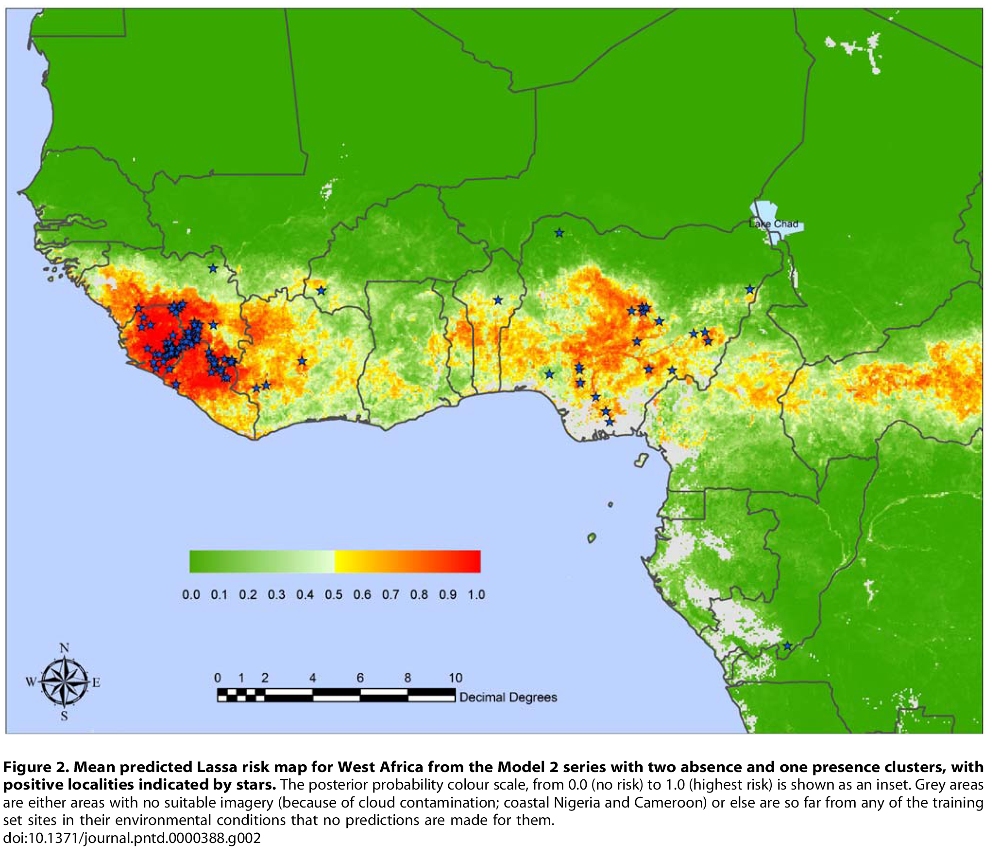 Lake Chad
0.0 0.1 0.2 0.3 0.4 0.5 0.6 0.7 0.8 0.9 1.0
N
W E
S
0 1 2 4 6 8 10
Decimal Degrees
Figure 2. Mean predicted Lassa risk map for West Africa from the Model 2 series with two absence and one presence clusters, with
positive localities indicated by stars. The posterior probability colour scale, from 0.0 (no risk) to 1.0 (highest risk) is shown as an inset. Grey areas
are either areas with no suitable imagery (because of cloud contamination; coastal Nigeria and Cameroon) or else are so far from any of the training
set sites in their environmental conditions that no predictions are made for them.
doi:10.1371/journal.pntd.0000388.g002